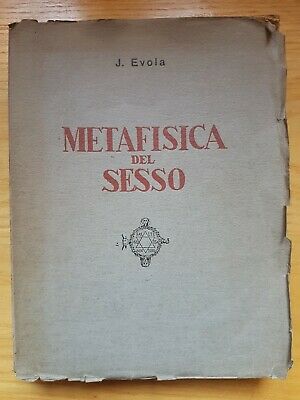 J. Evola
METAFISICA
DEL
SESSO